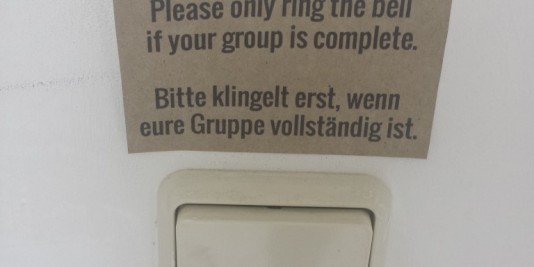 Please only ring the bell
if your group is complete.
Bitte klingelt erst, wenn
eure Gruppe vollständig ist.